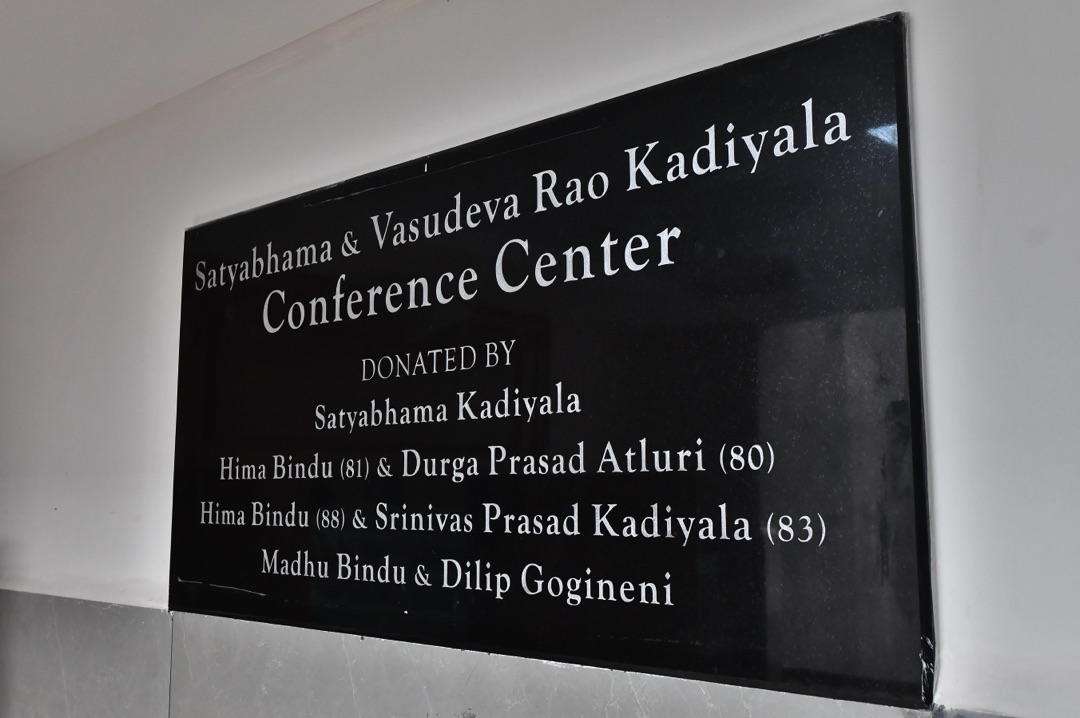 Satyabhama & Vasudeva Rao Kadiyala
Conference Center
DONATED BY
Satyabhama Kadiyala
Hima Bindu (81) & Durga Prasad Atluri (80)
Hima Bindu (88) & Srinivas Prasad Kadiyala (83)
Madhu Bindu & Dilip Gogineni